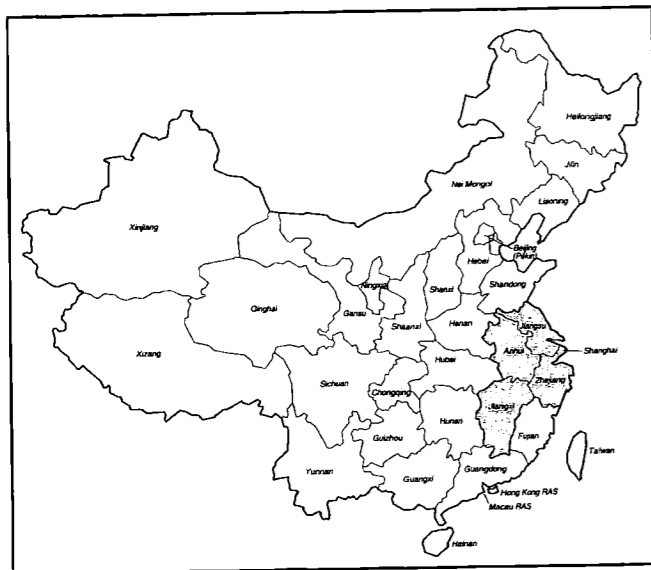 Heilongjiang
Jilin
Nei Mongol
Liaoning
Xinjiang
Beijing
(Pekin)
Hebei
Ningxia
Shanxi
Shandong
Qinghai
Gansu
Shaanxi
Henan
Jiangsu
Anhui
Shanghai
Xizang
Hubei
Sichuan
Chongqing
Zhejiang
Jiangxi
Hunan
Guizhou
Fujian
Taiwan
Yunnan
Guangxi
Guangdong
Hong Kong RAS
Macau RAS
Hainan